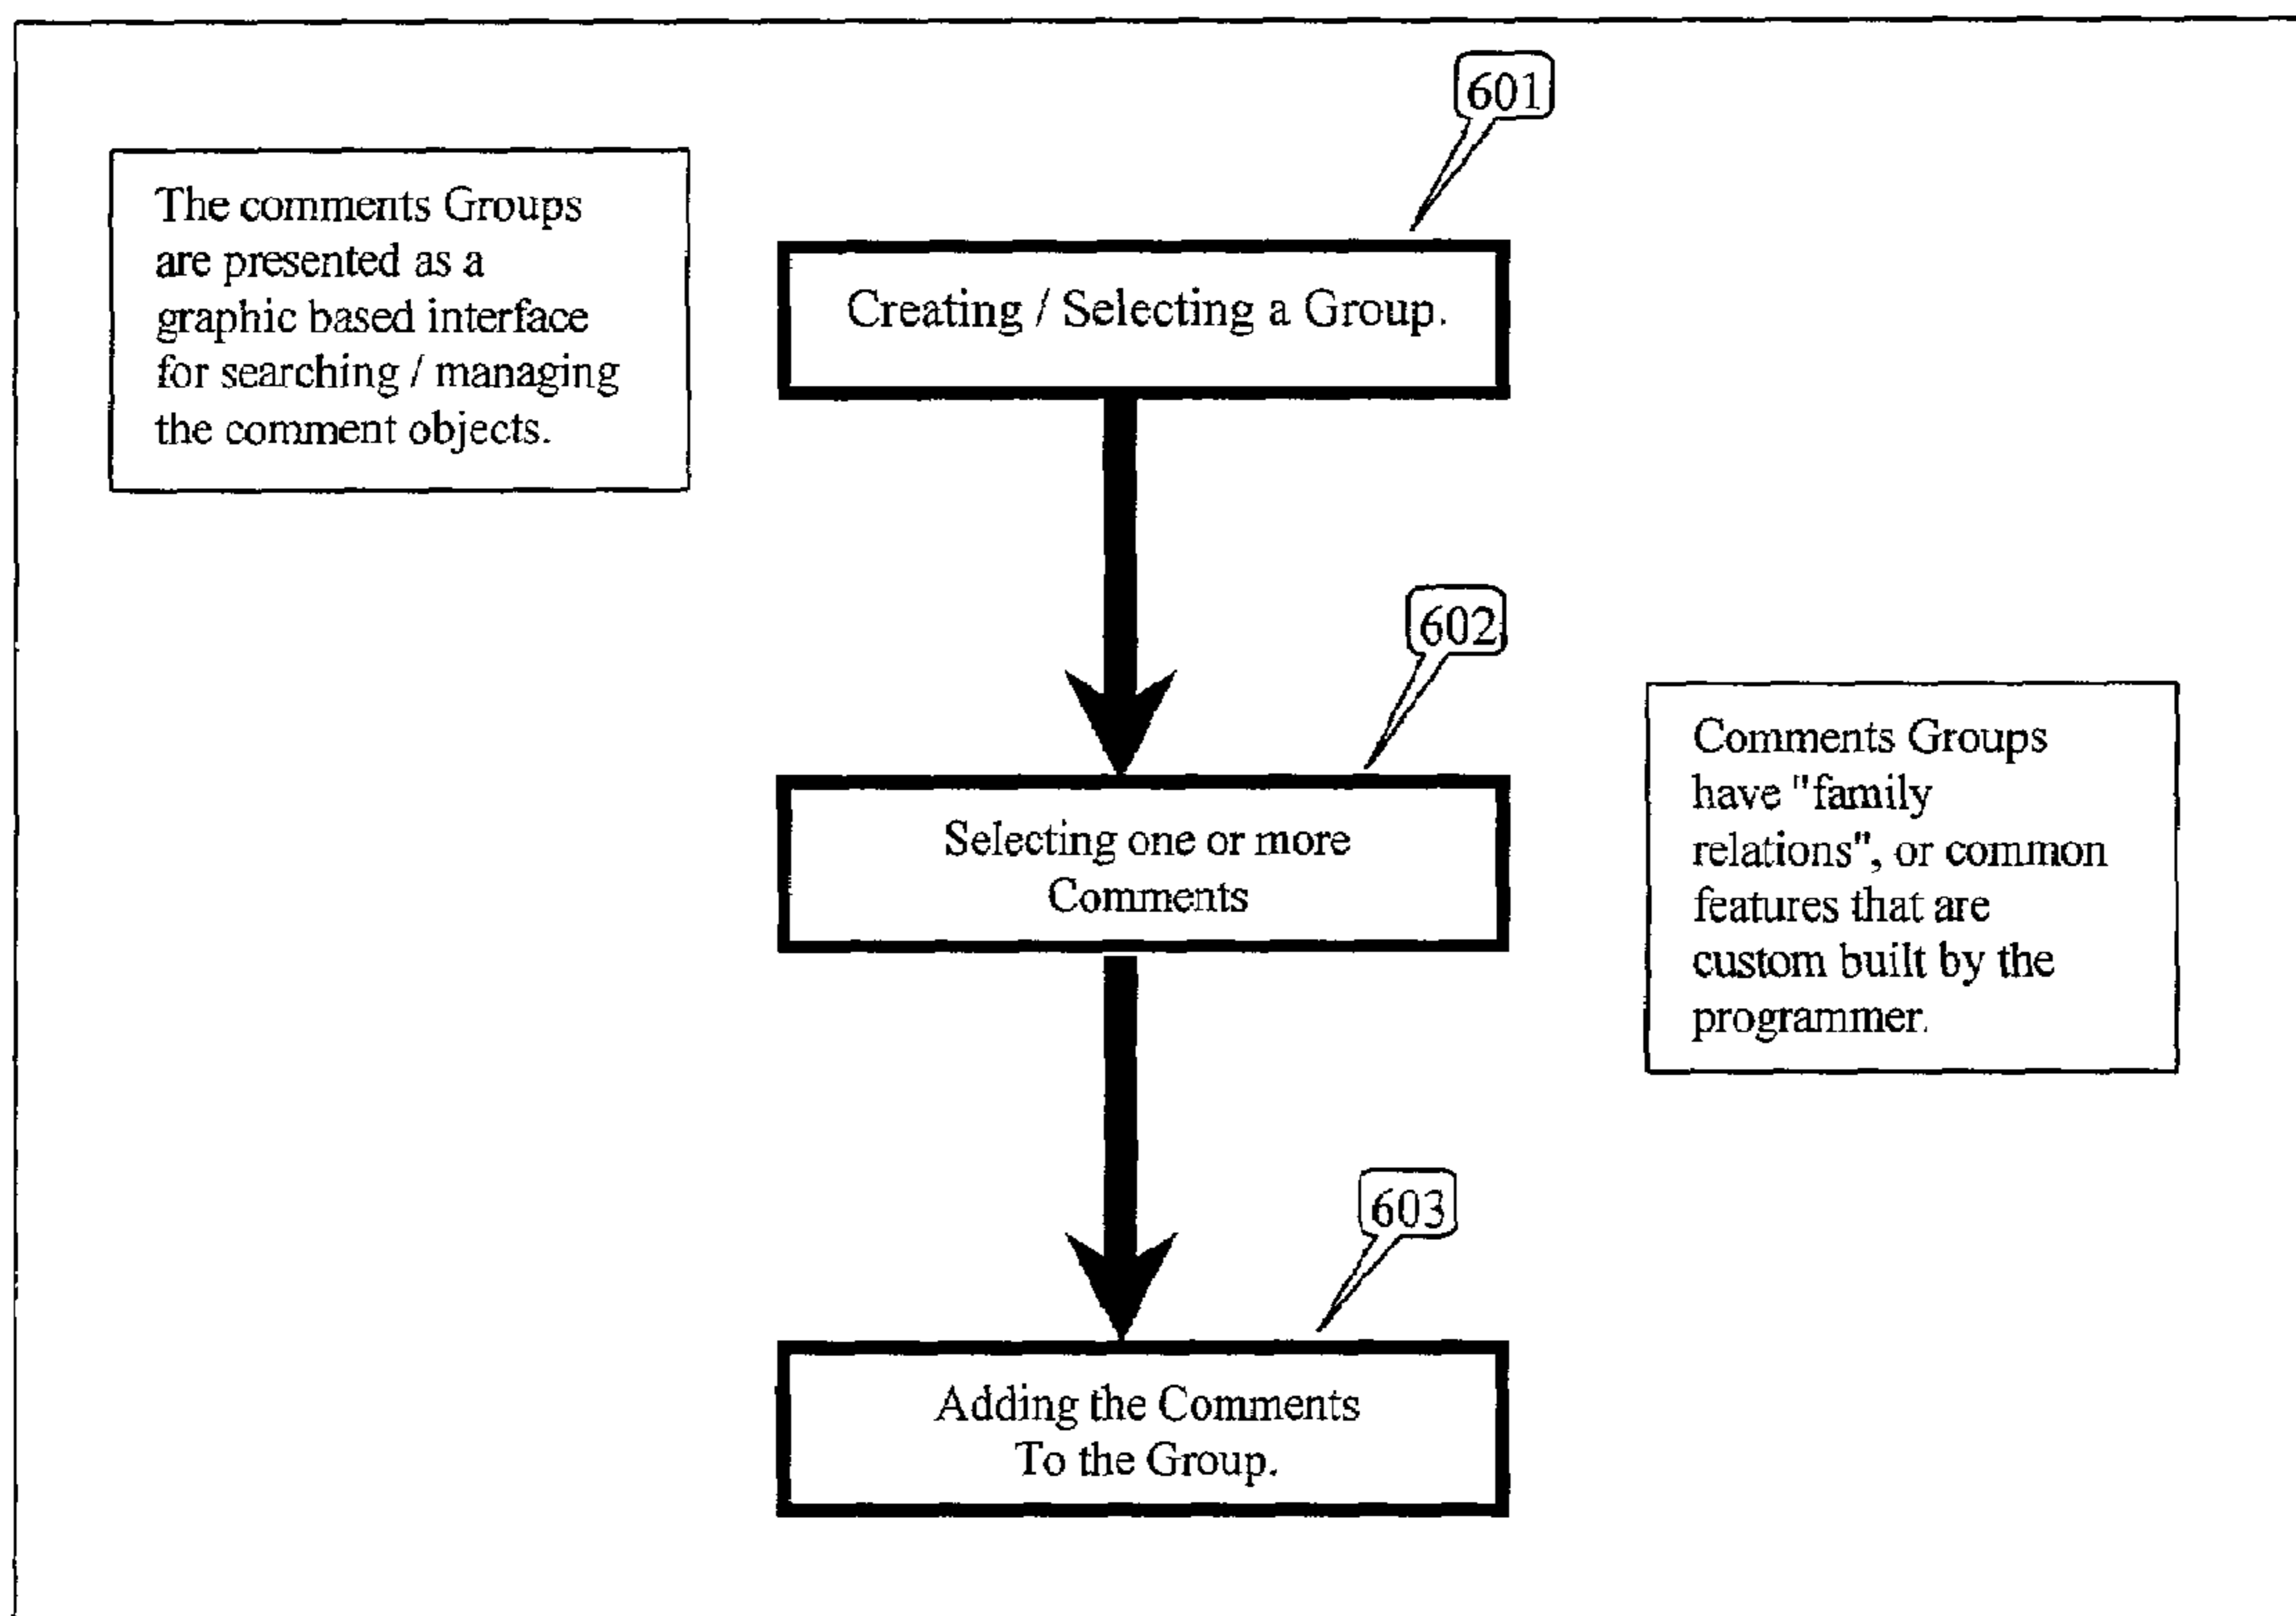 601
The comments Groups
are presented as a
graphic based interface
for searching / managing
the comment objects.
Creating / Selecting a Group.
602
Selecting one or more
Comments
Comments Groups
have "family
relations", or common
features that are
custom built by the
programmer.
603
Adding the Comments
To the Group.